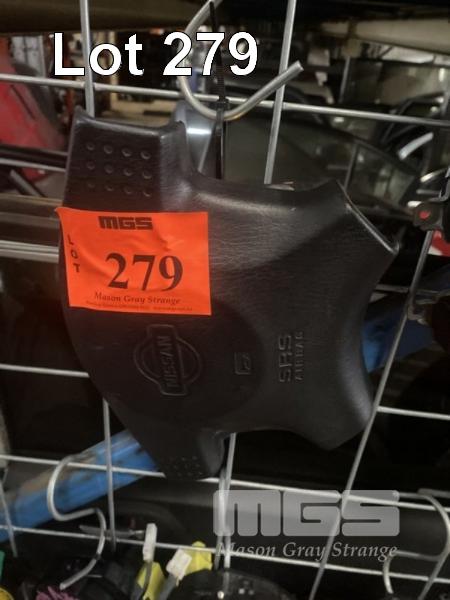 Lot 279
MGS
LOT
279
Mason Gray Strange
NISSAN
SRS
AIRBAG
MGS
Mason Gray Strange